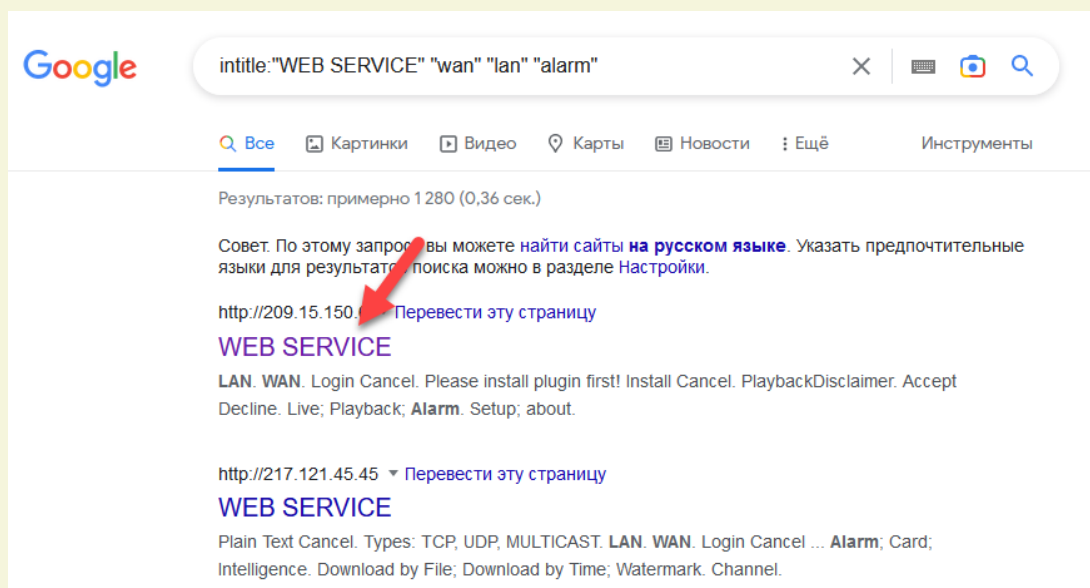 Google
intitle:"WEB SERVICE" "wan" "lan" "alarm"
Все Картинки Видео Карты Новости Ещё Инструменты
Результатов: примерно 1 280 (0,36 сек.)
Совет. По этому вы можете найти сайты на русском языке. Указать предпочтительные
языки для поиска можно в разделе Настройки.
http://209.15.150. Перевести эту страницу
WEB SERVICE
LAN. WAN. Login Cancel. Please install plugin first! Install Cancel. PlaybackDisclaimer. Accept
Decline. Live; Playback; Alarm. Setup; about.
http://217.121.45.45 Перевести эту страницу
WEB SERVICE
Plain Text Cancel. Types: TCP, UDP, MULTICAST. LAN. WAN. Login Cancel ... Alarm; Card;
Intelligence. Download by File; Download by Time; Watermark. Channel.